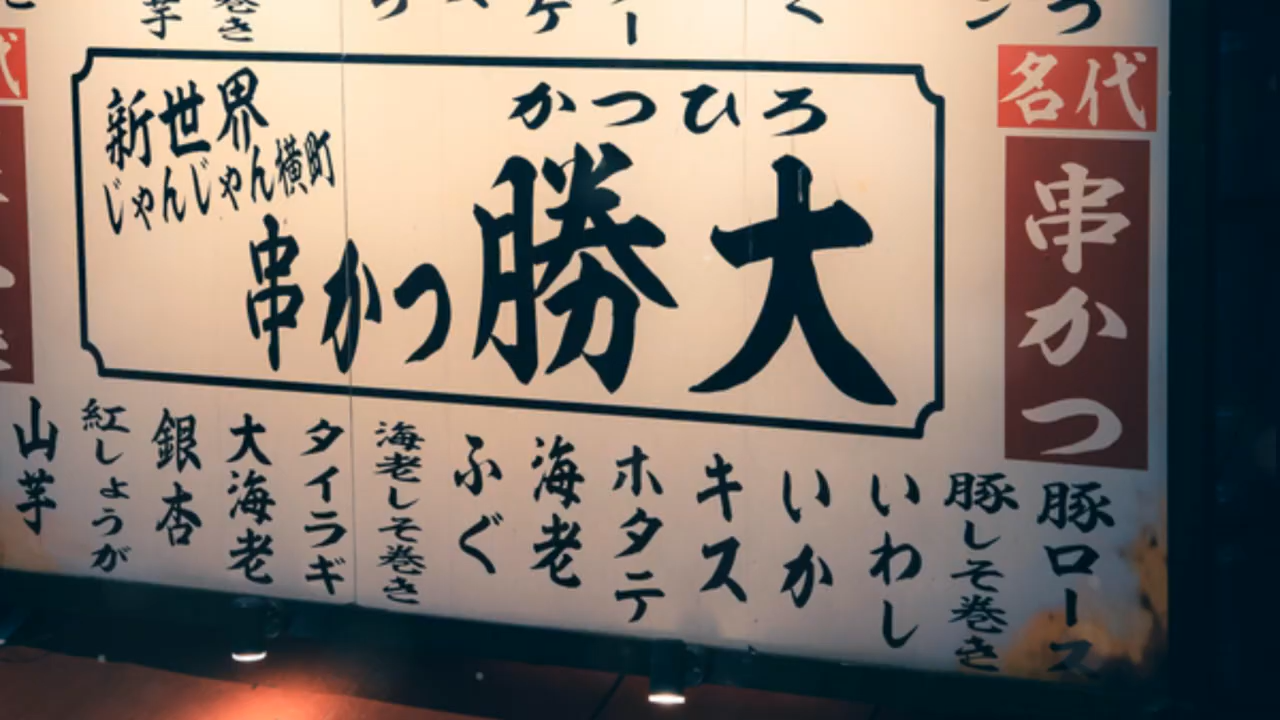 名代
串かつ
新世界
じゃんじゃん横町
かつひろ
串かつ 勝大
豚ロース
豚しそ巻き
いわし
いか
キス
ホタテ
海老
ふぐ
海老しそ巻き
タイラギ
大海老
銀杏
紅しょうが
山芋